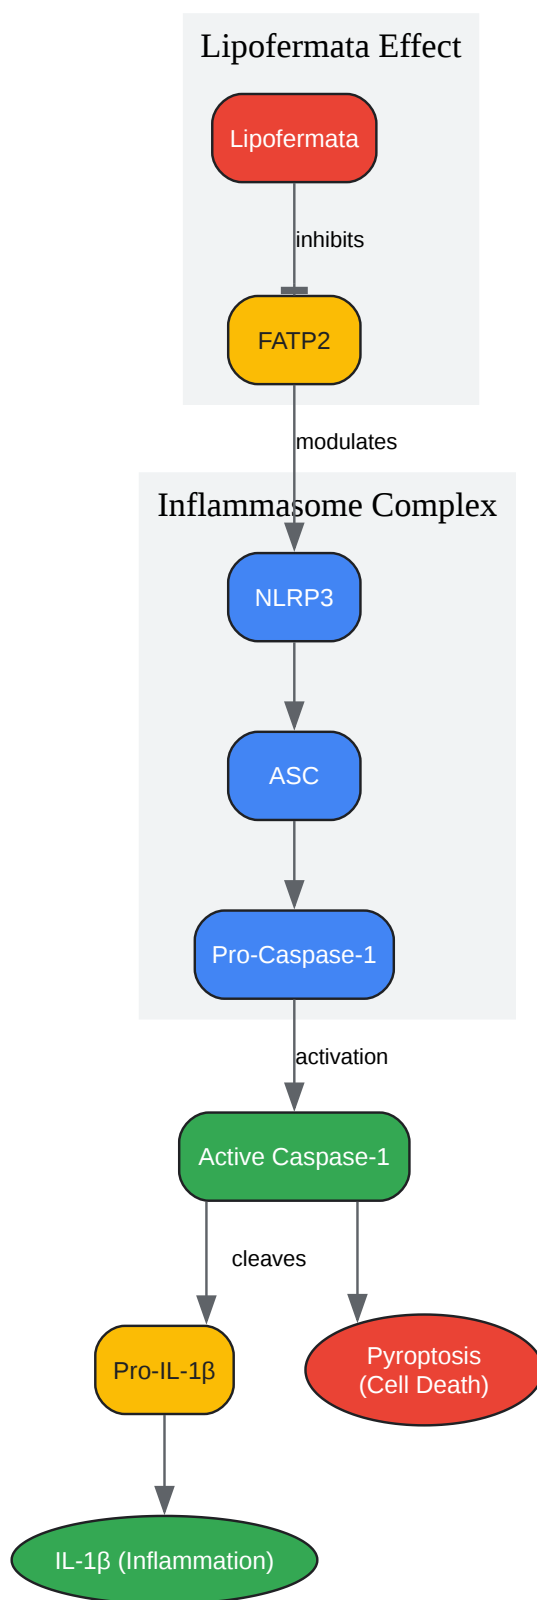 Lipofermata Effect
Lipofermata
inhibits
FATP2
modulates
Inflammasome Complex
NLRP3
ASC
Pro-Caspase-1
activation
Active Caspase-1
cleaves
Pro-IL-1β
Pyroptosis
(Cell Death)
IL-1β (Inflammation)